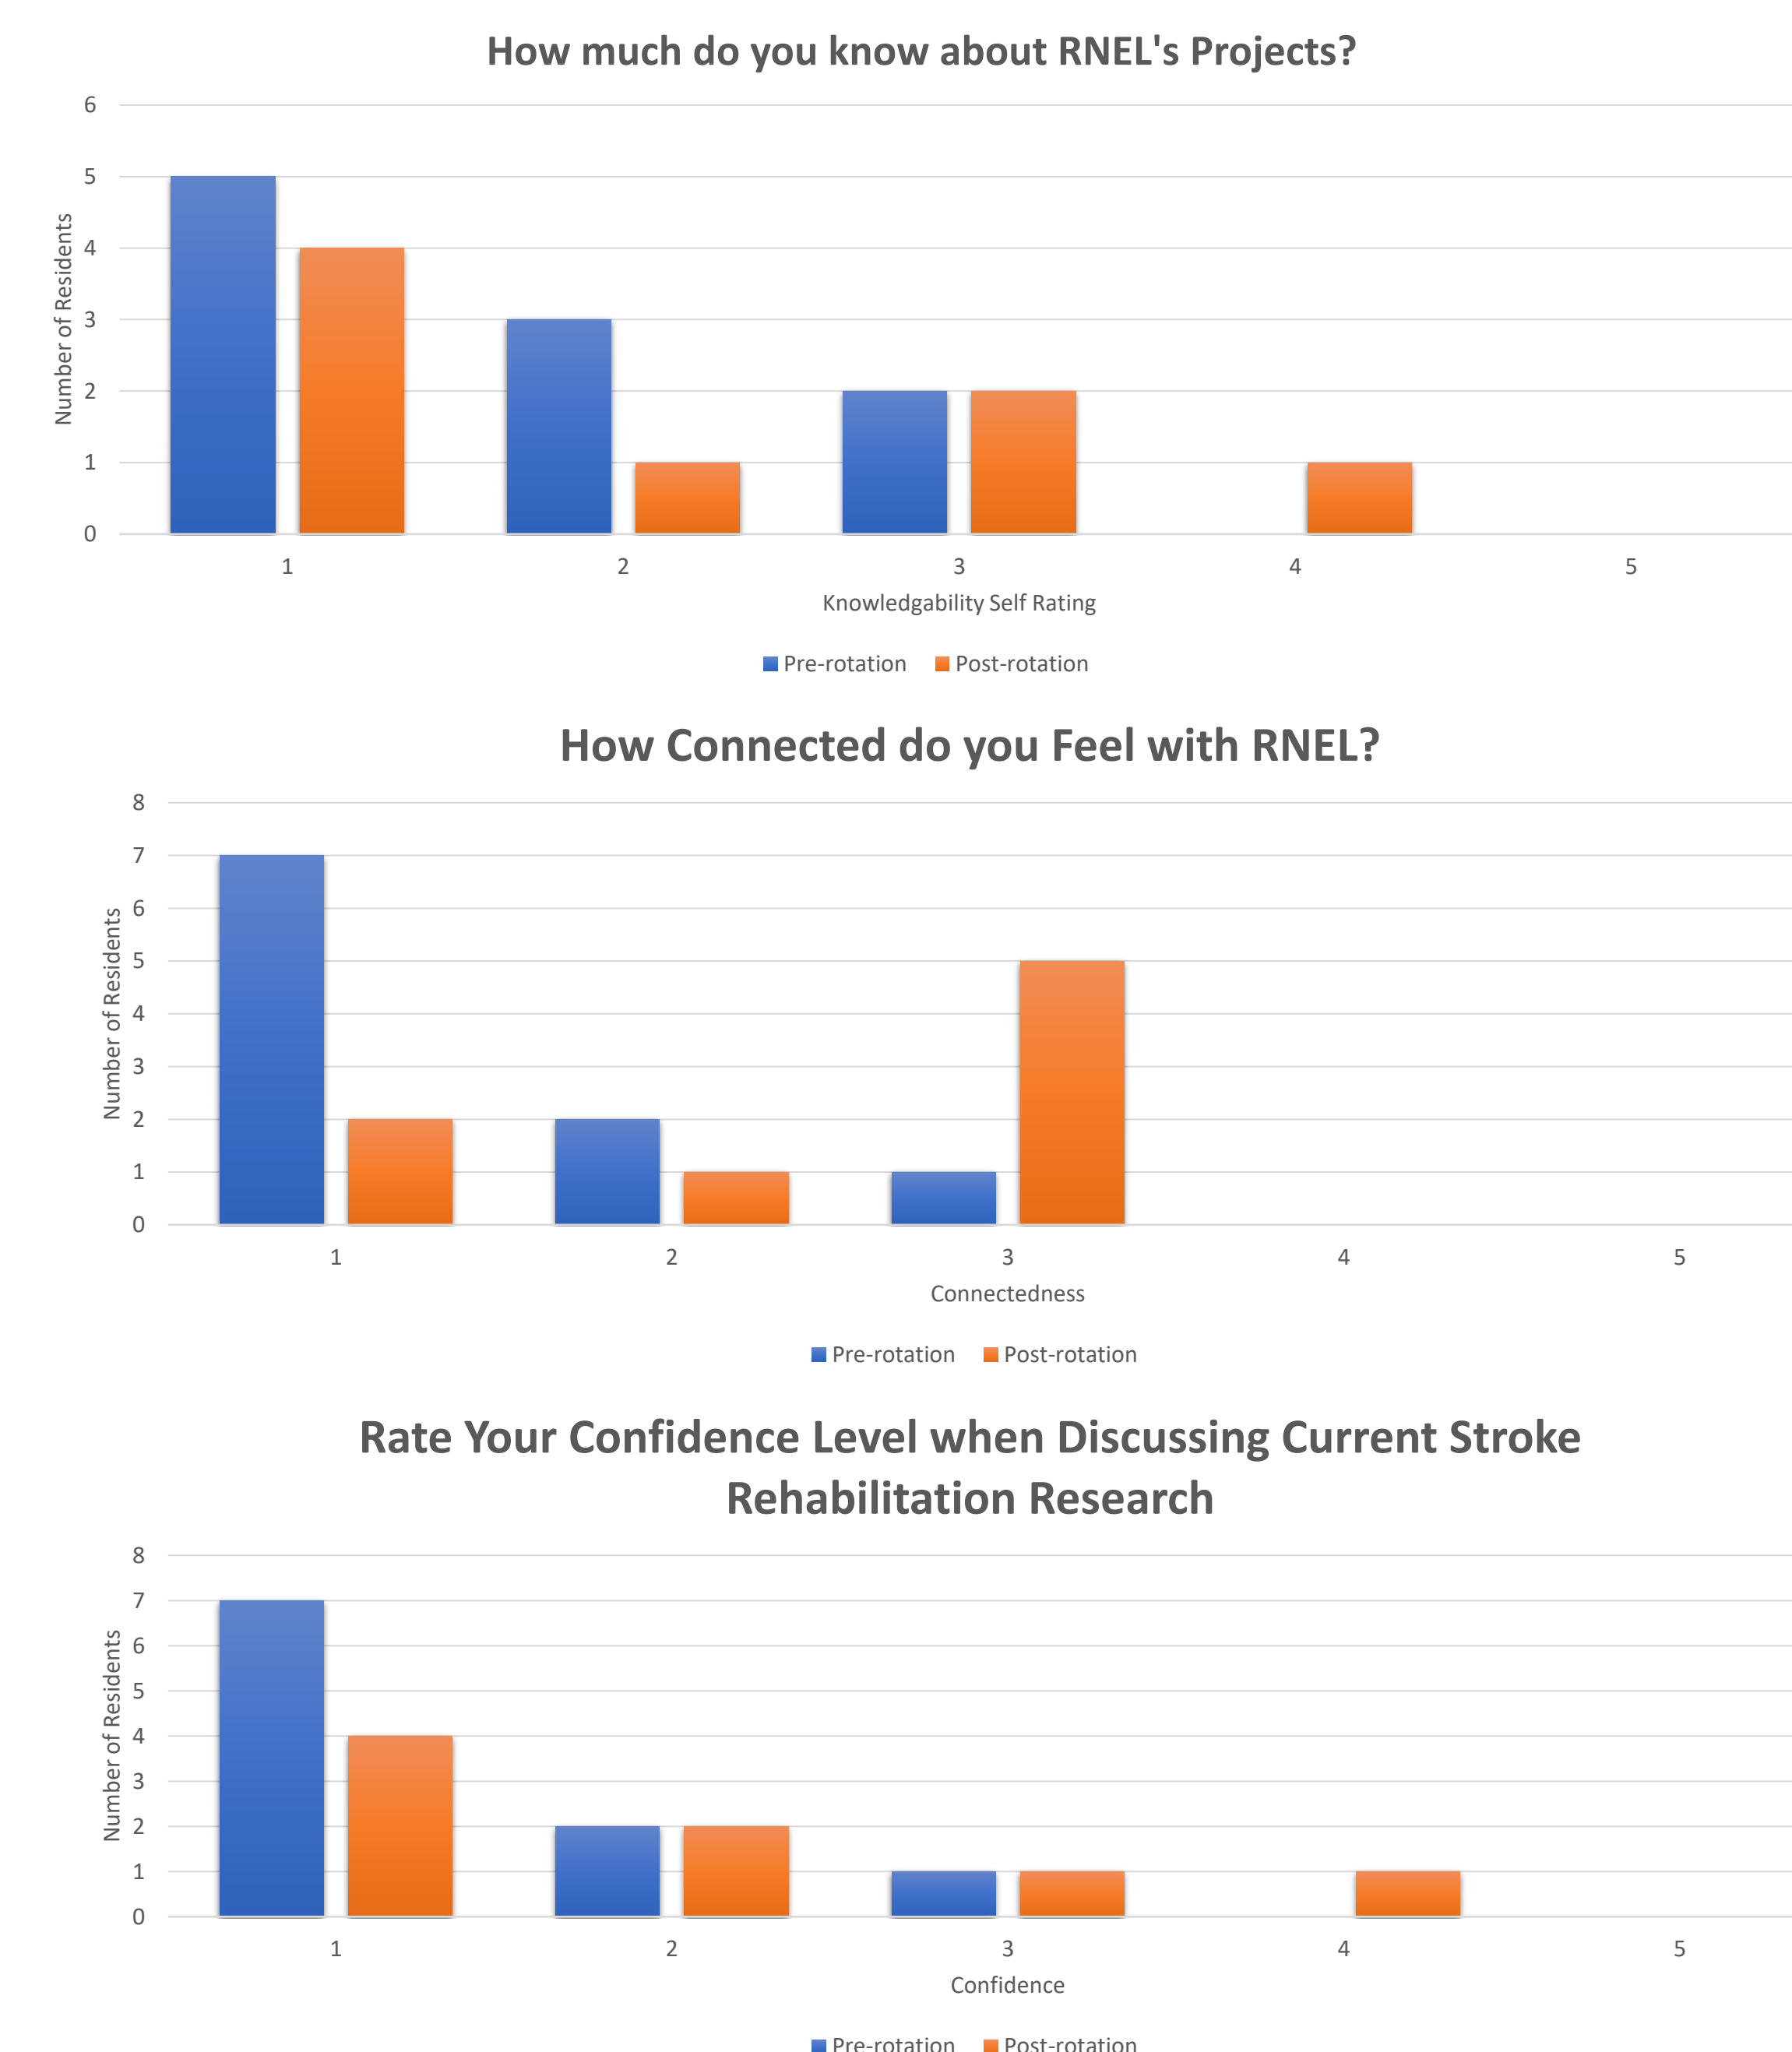 How much do you know about RNEL's Projects?
6
5
4
3
2
1
0
Number of Residents
1 2 3 4 5
Knowledgability Self Rating
Pre-rotation Post-rotation
How Connected do you Feel with RNEL?
8
7
6
5
4
3
2
1
0
Number of Residents
1 2 3 4 5
Connectedness
Pre-rotation Post-rotation
Rate Your Confidence Level when Discussing Current Stroke
Rehabilitation Research
8
7
6
5
4
3
2
1
0
Number of Residents
1 2 3 4 5
Confidence
Pre-rotation Post-rotation